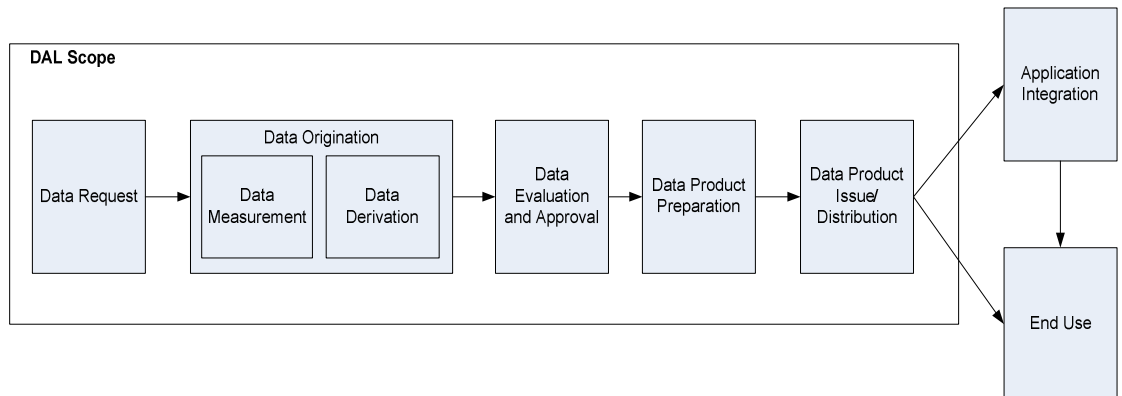 DAL Scope
Data Request
Data Origination
Data
Measurement
Data
Derivation
Data
Evaluation
and Approval
Data Product
Preparation
Data Product
Issue/
Distribution
Application
Integration
End Use